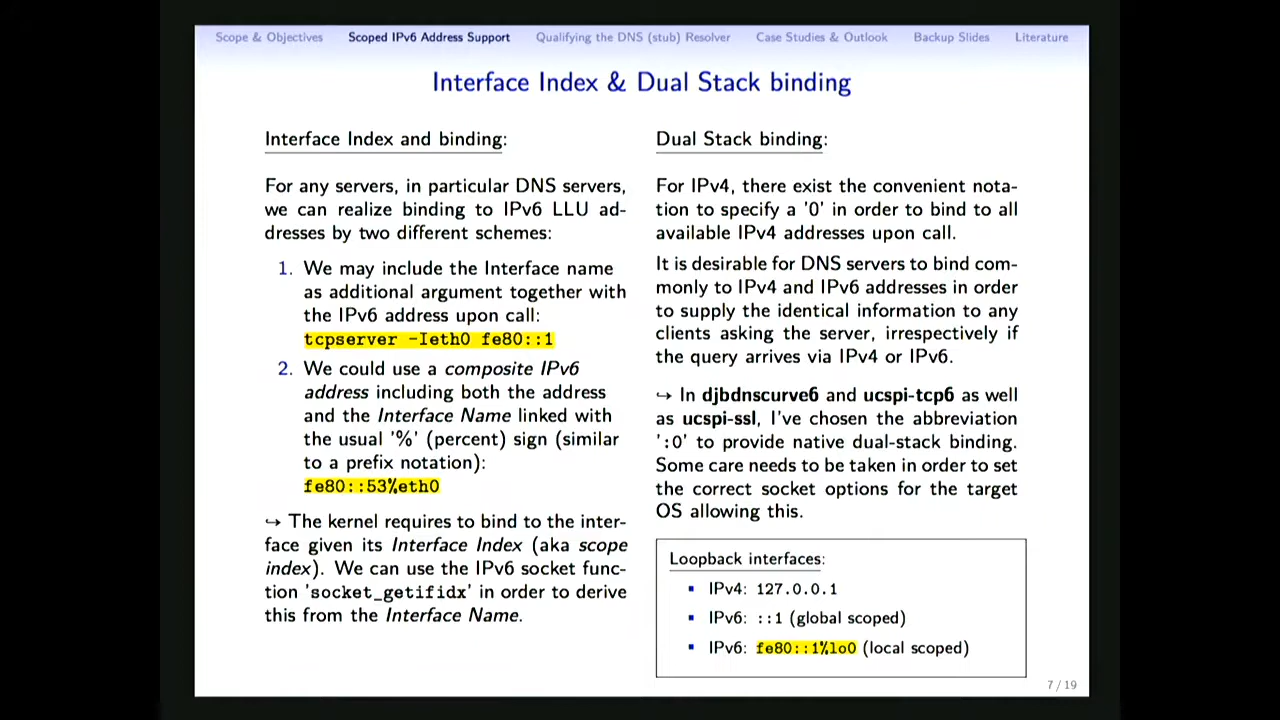 Scope & Objectives Scoped IPv6 Address Support Qualifying the DNS (stub) Resolver Case Studies & Outlook Backup Slides Literature
Interface Index & Dual Stack binding
Interface Index and binding:
For any servers, in particular DNS servers,
we can realize binding to IPv6 LLU ad-
dresses by two different schemes:
1. We may include the Interface name
as additional argument together with
the IPv6 address upon call:
tcpserver -Ieth0 fe80::1
2. We could use a composite IPv6
address including both the address
and the Interface Name linked with
the usual '%' (percent) sign (similar
to a prefix notation):
fe80::53%eth0
↪ The kernel requires to bind to the inter-
face given its Interface Index (aka scope
index). We can use the IPv6 socket func-
tion 'socket_getifidx' in order to derive
this from the Interface Name.
Dual Stack binding:
For IPv4, there exist the convenient nota-
tion to specify a '0' in order to bind to all
available IPv4 addresses upon call.
It is desirable for DNS servers to bind com-
monly to IPv4 and IPv6 addresses in order
to supply the identical information to any
clients asking the server, irrespectively if
the query arrives via IPv4 or IPv6.
↪ In djbdnscurve6 and ucspi-tcp6 as well
as ucspi-ssl, I've chosen the abbreviation
':0' to provide native dual-stack binding.
Some care needs to be taken in order to set
the correct socket options for the target
OS allowing this.
Loopback interfaces:
▪ IPv4: 127.0.0.1
▪ IPv6: ::1 (global scoped)
▪ IPv6: fe80::1%lo0 (local scoped)
7 / 19